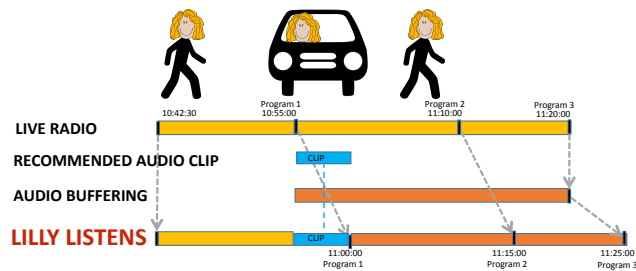 Program 1
Program 2
Program 3
10:42:30
10:55:00
11:10:00
11:20:00
LIVE RADIO
RECOMMENDED AUDIO CLIP
CLIP
AUDIO BUFFERING
LILLY LISTENS
CLIP
11:00:00
11:15:00
11:25:00
Program 1
Program 2
Program 3